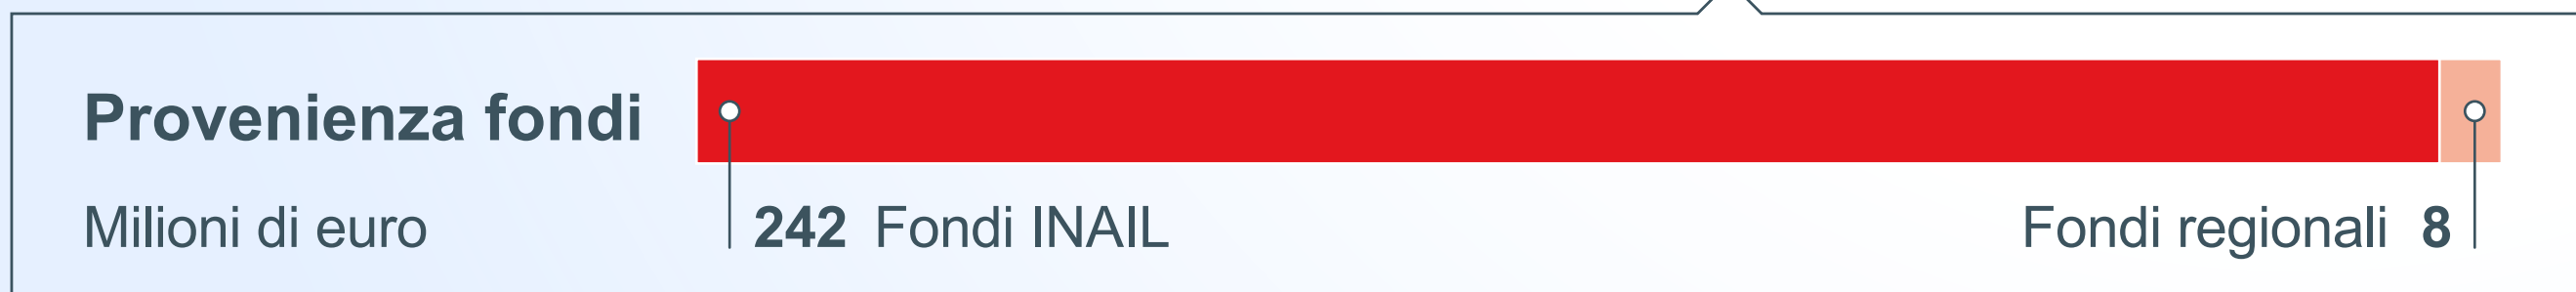 Provenienza fondi
Milioni di euro
242 Fondi INAIL
Fondi regionali 8